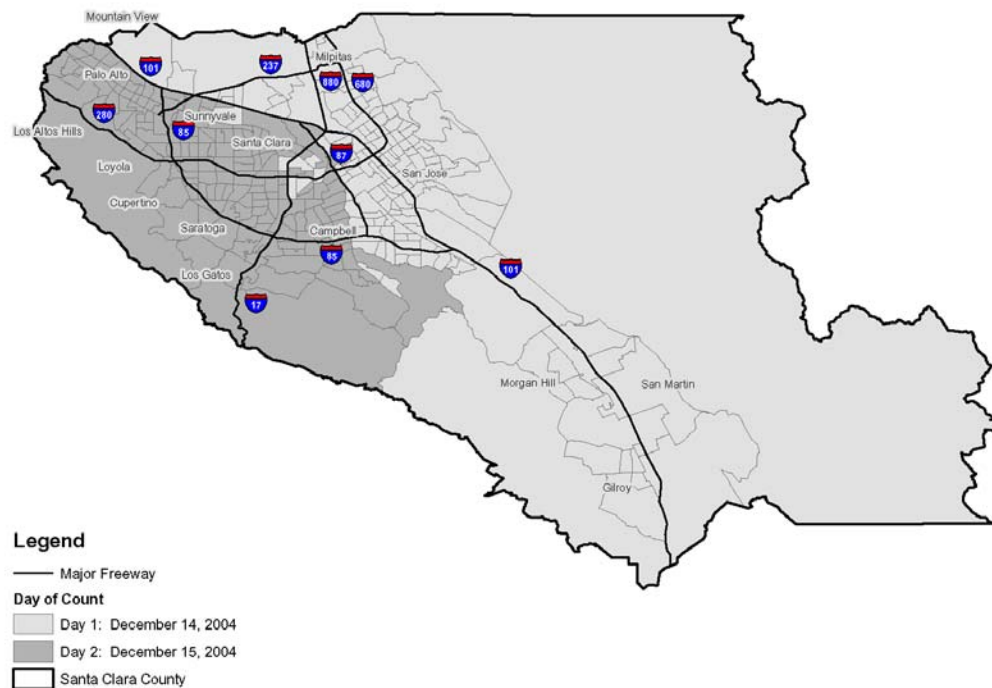 Mountain View
101
237
Milpitas
880
680
Palo Alto
280
Sunnyvale
85
Los Altos Hills
Santa Clara
87
Loyola
San Jose
Cupertino
Saratoga
Campbell
85
Los Gatos
101
17
Morgan Hill
San Martin
Gilroy
Legend
Major Freeway
Day of Count
Day 1: December 14, 2004
Day 2: December 15, 2004
Santa Clara County